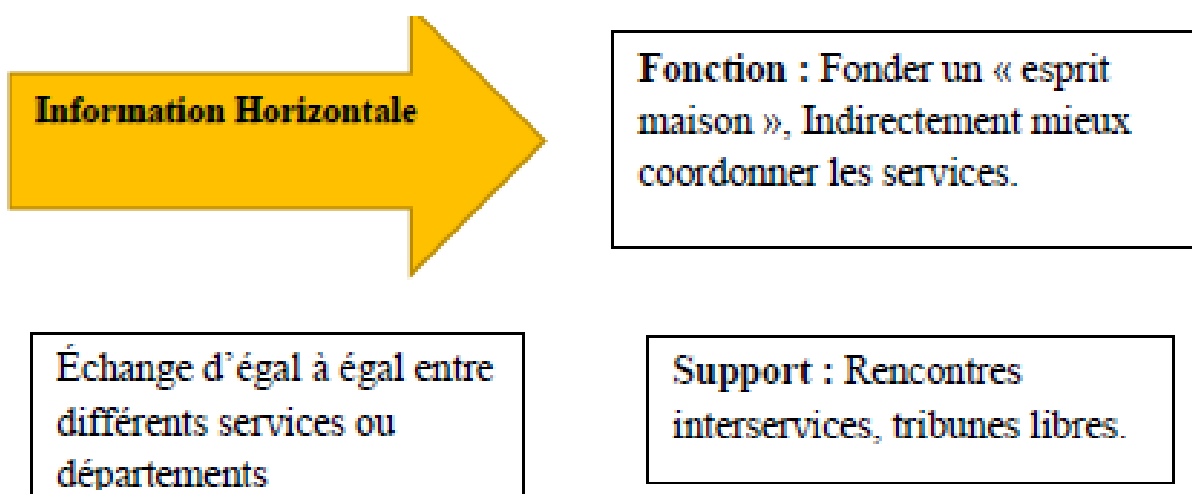 Information Horizontale
Fonction : Fonder un « esprit
maison », Indirectement mieux
coordonner les services.
Échange d’égal à égal entre
différents services ou
départements
Support : Rencontres
interservices, tribunes libres.